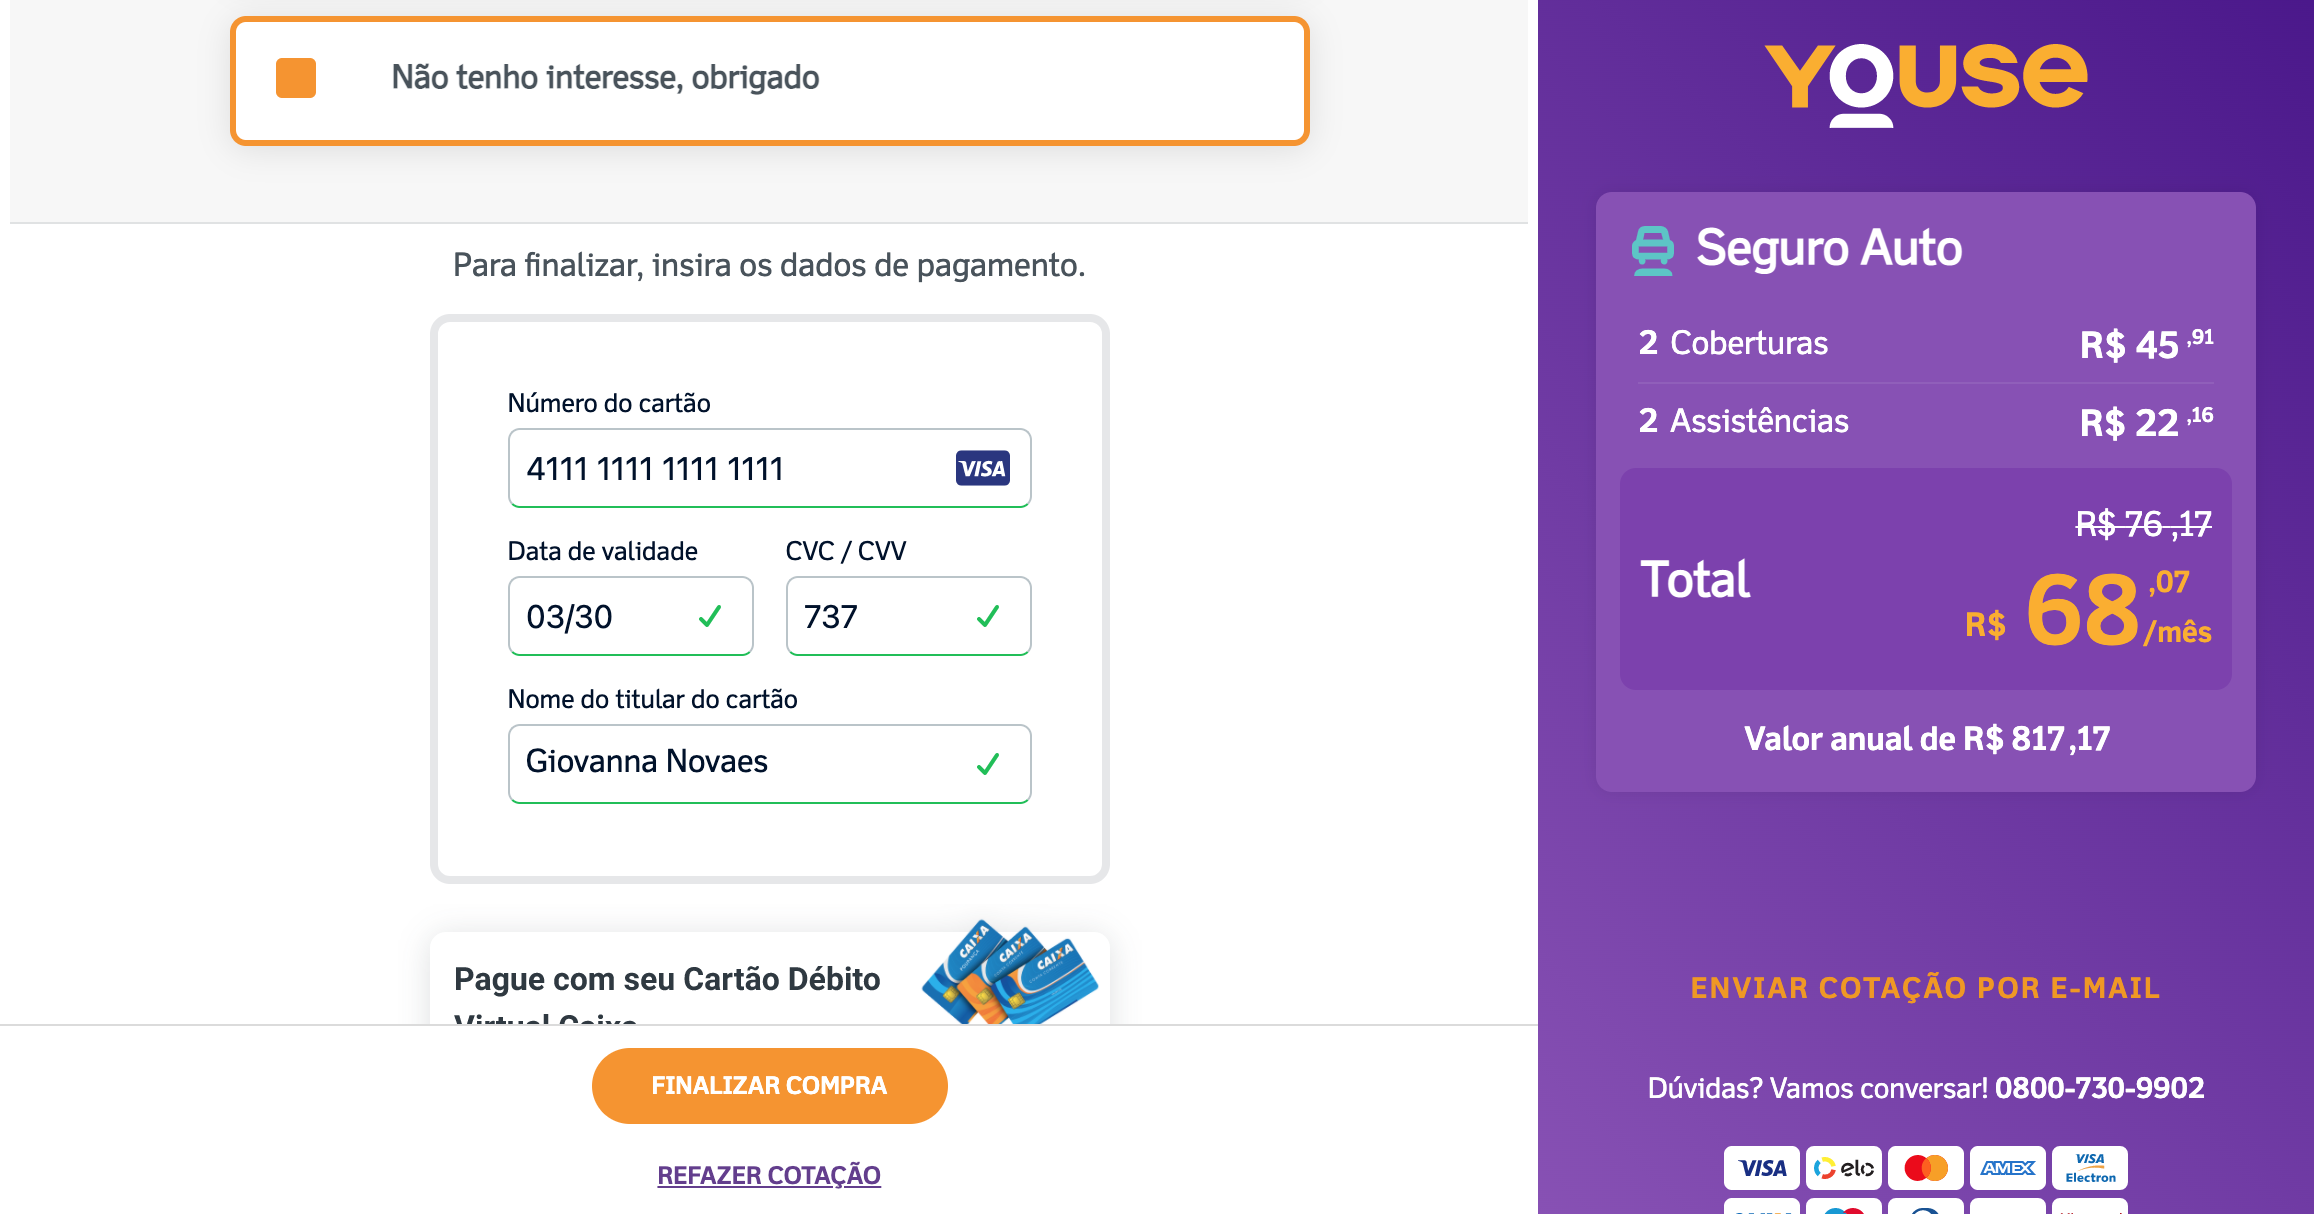 Não tenho interesse, obrigado
Para finalizar, insira os dados de pagamento.
Número do cartão
4111 1111 1111 1111
VISA
Data de validade
CVC / CVV
03/30
737
Nome do titular do cartão
Giovanna Novaes
Pague com seu Cartão Débito
Virtual Caixa
CAIXA
CAIXA
CAIXA
FINALIZAR COMPRA
REFAZER COTAÇÃO
YOUSE
Seguro Auto
2 Coberturas R$ 45 ,91
2 Assistências R$ 22 ,16
R$ 76 ,17
Total
R$ 68 ,07 /mês
Valor anual de R$ 817,17
ENVIAR COTAÇÃO POR E-MAIL
Dúvidas? Vamos conversar! 0800-730-9902
VISA elo AMEX VISA Electron